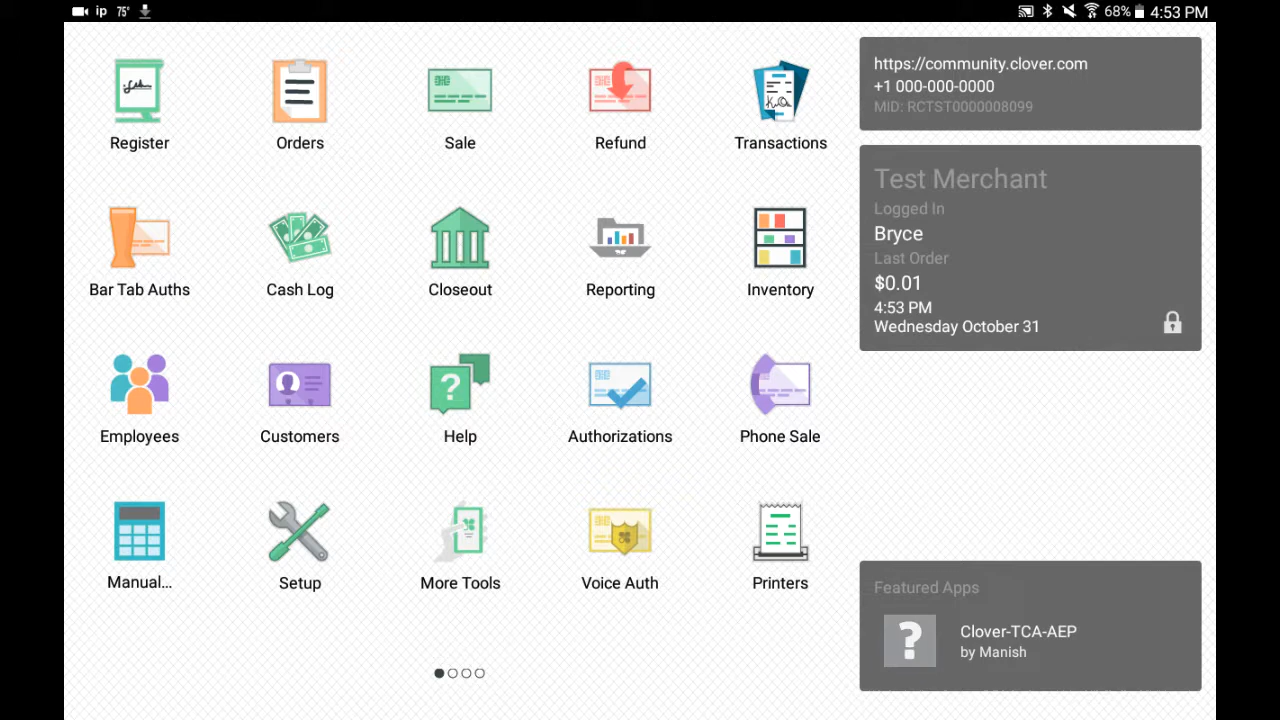 ip 75° 68% 4:53 PM
Register Orders Sale Refund Transactions
Bar Tab Auths Cash Log Closeout Reporting Inventory
Employees Customers Help Authorizations Phone Sale
Manual... Setup More Tools Voice Auth Printers
https://community.clover.com
+1 000-000-0000
MID: RCTST0000008099
Test Merchant
Logged In
Bryce
Last Order
$0.01
4:53 PM
Wednesday October 31
Featured Apps
Clover-TCA-AEP
by Manish